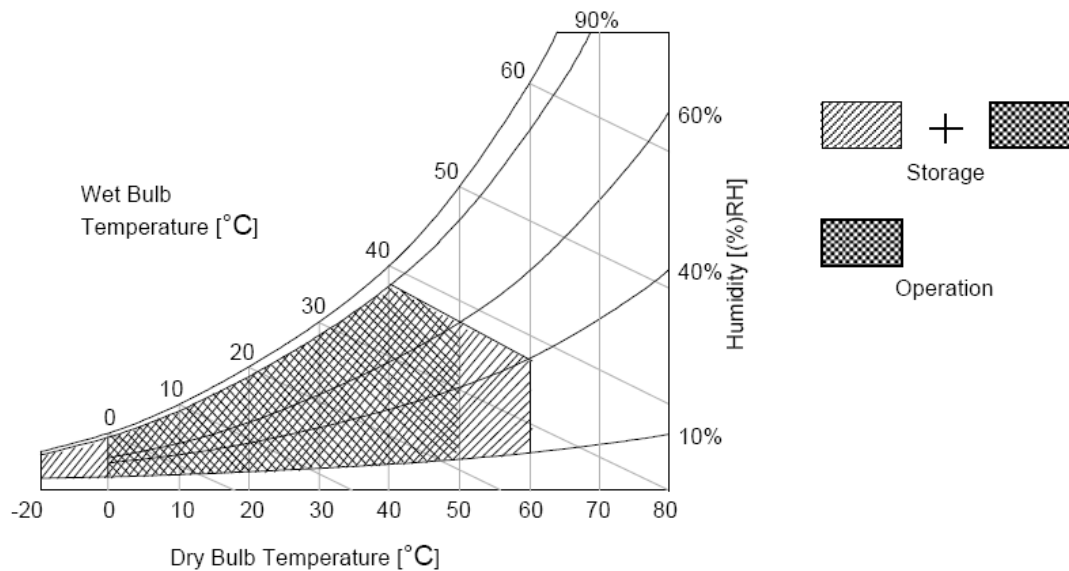 90%
60
60%
Storage
Wet Bulb
Temperature [°C]
50
Humidity [(%)RH]
40
40%
Operation
30
20
10
0
10%
-20 0 10 20 30 40 50 60 70 80
Dry Bulb Temperature [°C]